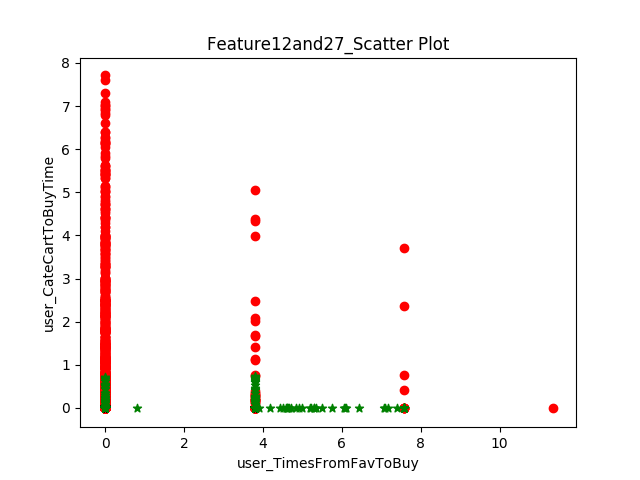 Feature12and27_Scatter Plot
8
7
6
5
4
3
2
1
0
user_CateCartToBuyTime
0 2 4 6 8 10
user_TimesFromFavToBuy